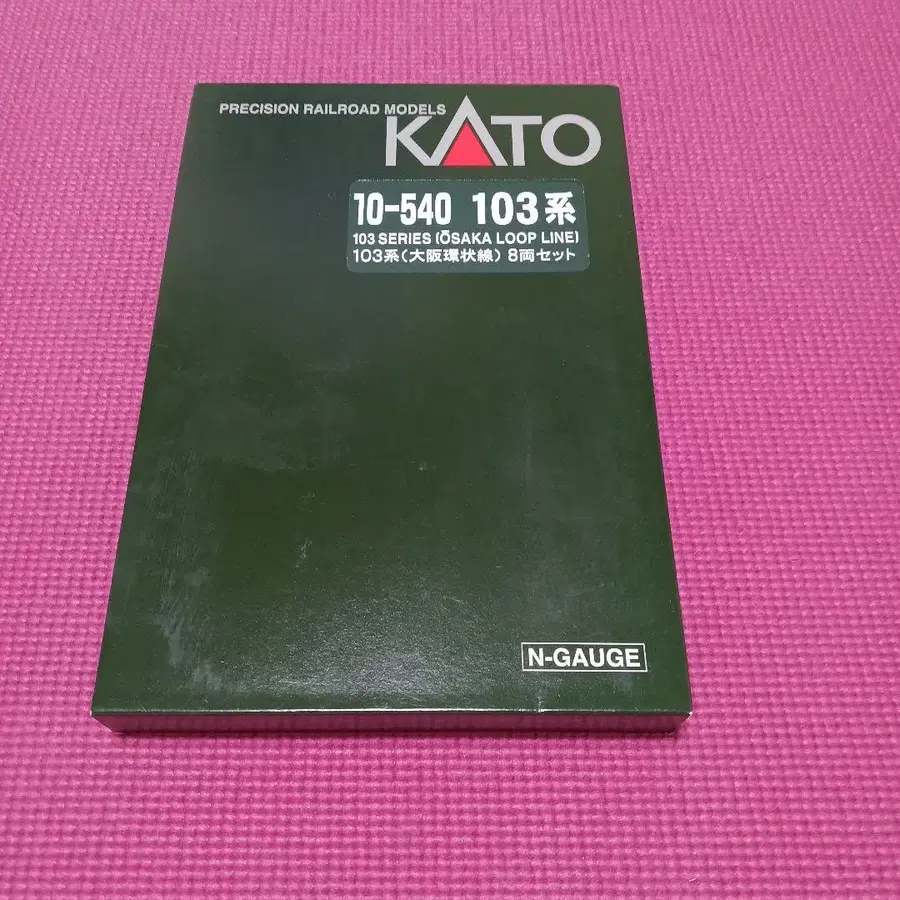 PRECISION RAILROAD MODELS
KATO
10-540 103系
103 SERIES (ŌSAKA LOOP LINE)
103系(大阪環状線) 8両セット
N-GAUGE